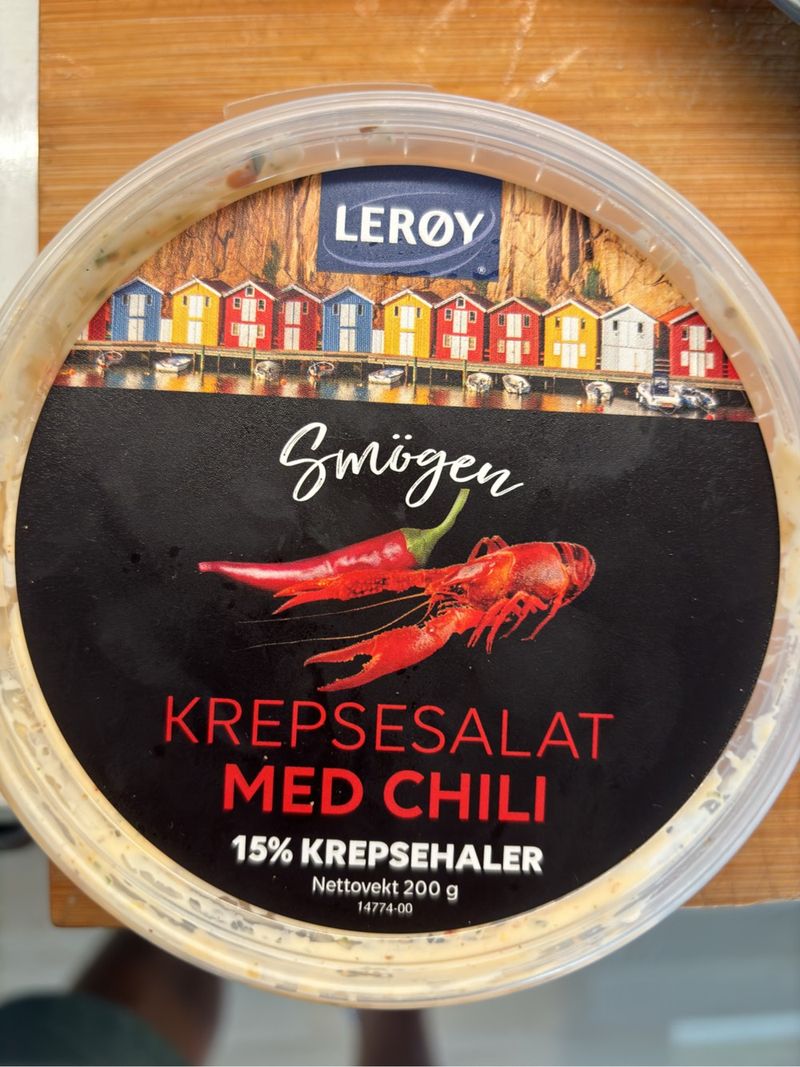 LERØY
Smögen
KREPSESALAT
MED CHILI
15% KREPSEHALER
Nettovekt 200 g
14774-00